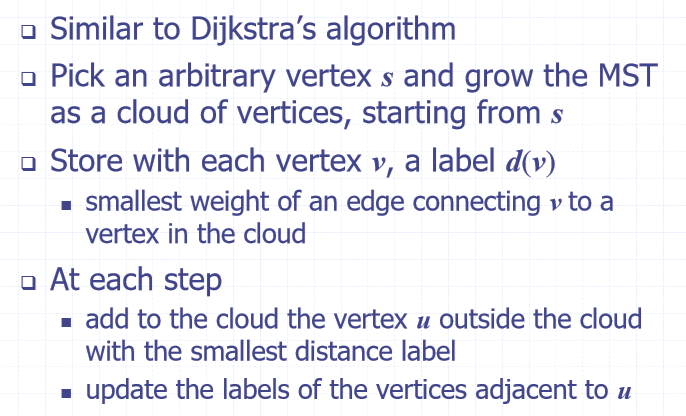 Similar to Dijkstra's algorithm
Pick an arbitrary vertex s and grow the MST
as a cloud of vertices, starting from s
Store with each vertex v, a label d(v)
smallest weight of an edge connecting v to a
vertex in the cloud
At each step
add to the cloud the vertex u outside the cloud
with the smallest distance label
update the labels of the vertices adjacent to u